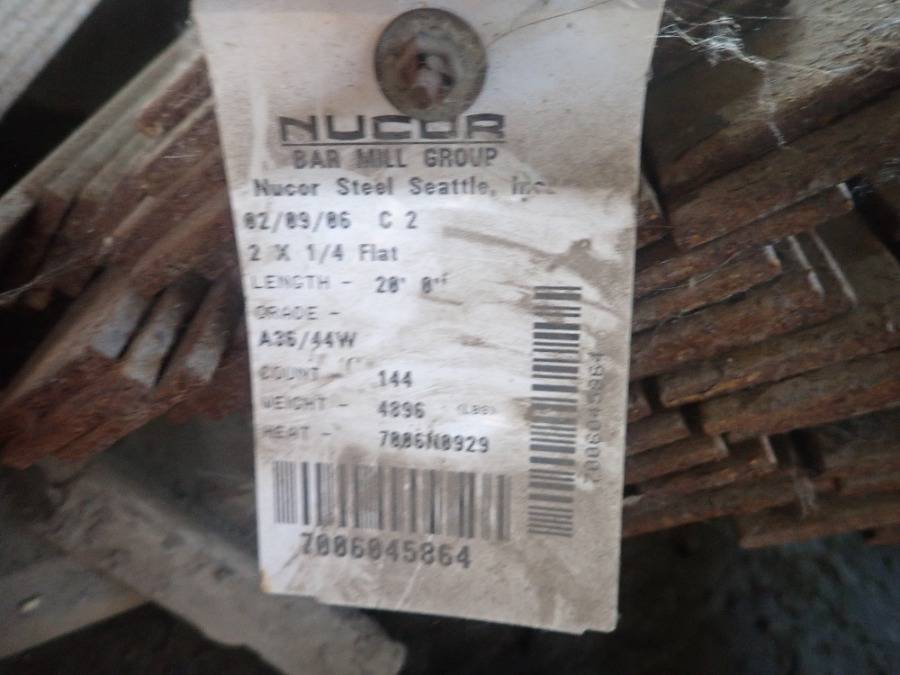 NUCOR
BAR MILL GROUP
Nucor Steel Seattle, Inc.
02/09/06 C 2
2 X 1/4 Flat
LENGTH - 20' 0"
GRADE -
A36/44W
COUNT - 144
WEIGHT - 4896 (LBS)
HEAT - 7006N0929
7006045864
7006045864